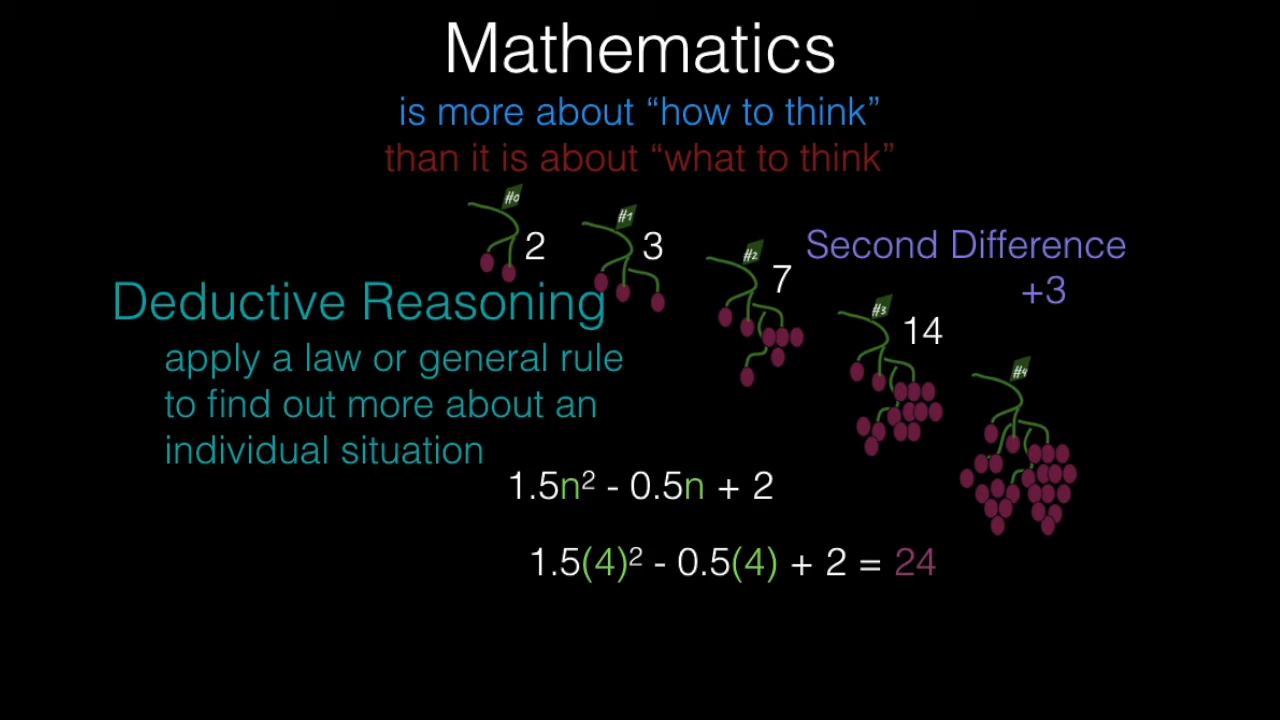 Mathematics
is more about “how to think”
than it is about “what to think”
#0
2
#1
3
#2
7
Second Difference
+3
#3
14
#4
Deductive Reasoning
apply a law or general rule
to find out more about an
individual situation
1.5n² - 0.5n + 2
1.5(4)² - 0.5(4) + 2 = 24